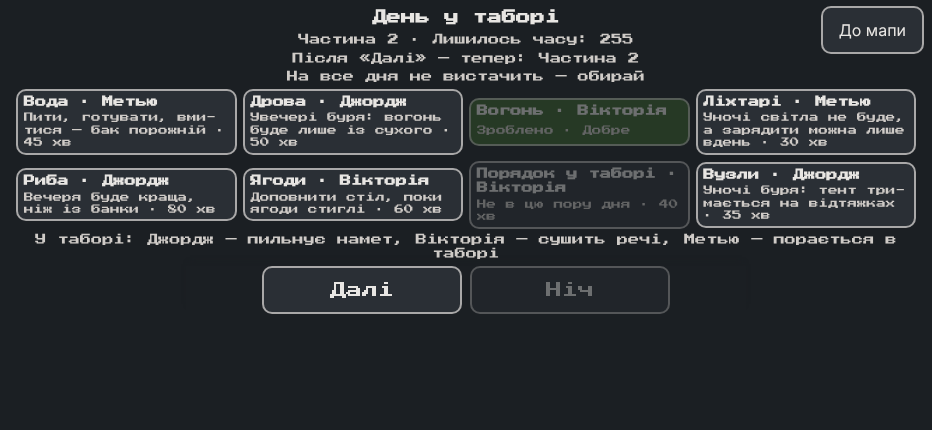 День у таборі
До мапи
Частина 2 · Лишилось часу: 255
Після «Далі» — тепер: Частина 2
На все дня не вистачить — обирай
Вода · Метью
Пити, готувати, вми-
тися — бак порожній ·
45 хв
Дрова · Джордж
Увечері буря: вогонь
буде лише із сухого ·
50 хв
Вогонь · Вікторія
Зроблено · Добре
Ліхтарі · Метью
Уночі світла не буде,
а зарядити можна лише
вдень · 30 хв
Риба · Джордж
Вечеря буде краща,
ніж із банки · 80 хв
Ягоди · Вікторія
Доповнити стіл, поки
ягоди стиглі · 60 хв
Порядок у таборі ·
Вікторія
Не в цю пору дня · 40
хв
Вузли · Джордж
Уночі буря: тент три-
мається на відтяжках
· 35 хв
У таборі: Джордж — пильнує намет, Вікторія — сушить речі, Метью — порається в
таборі
Далі
Ніч